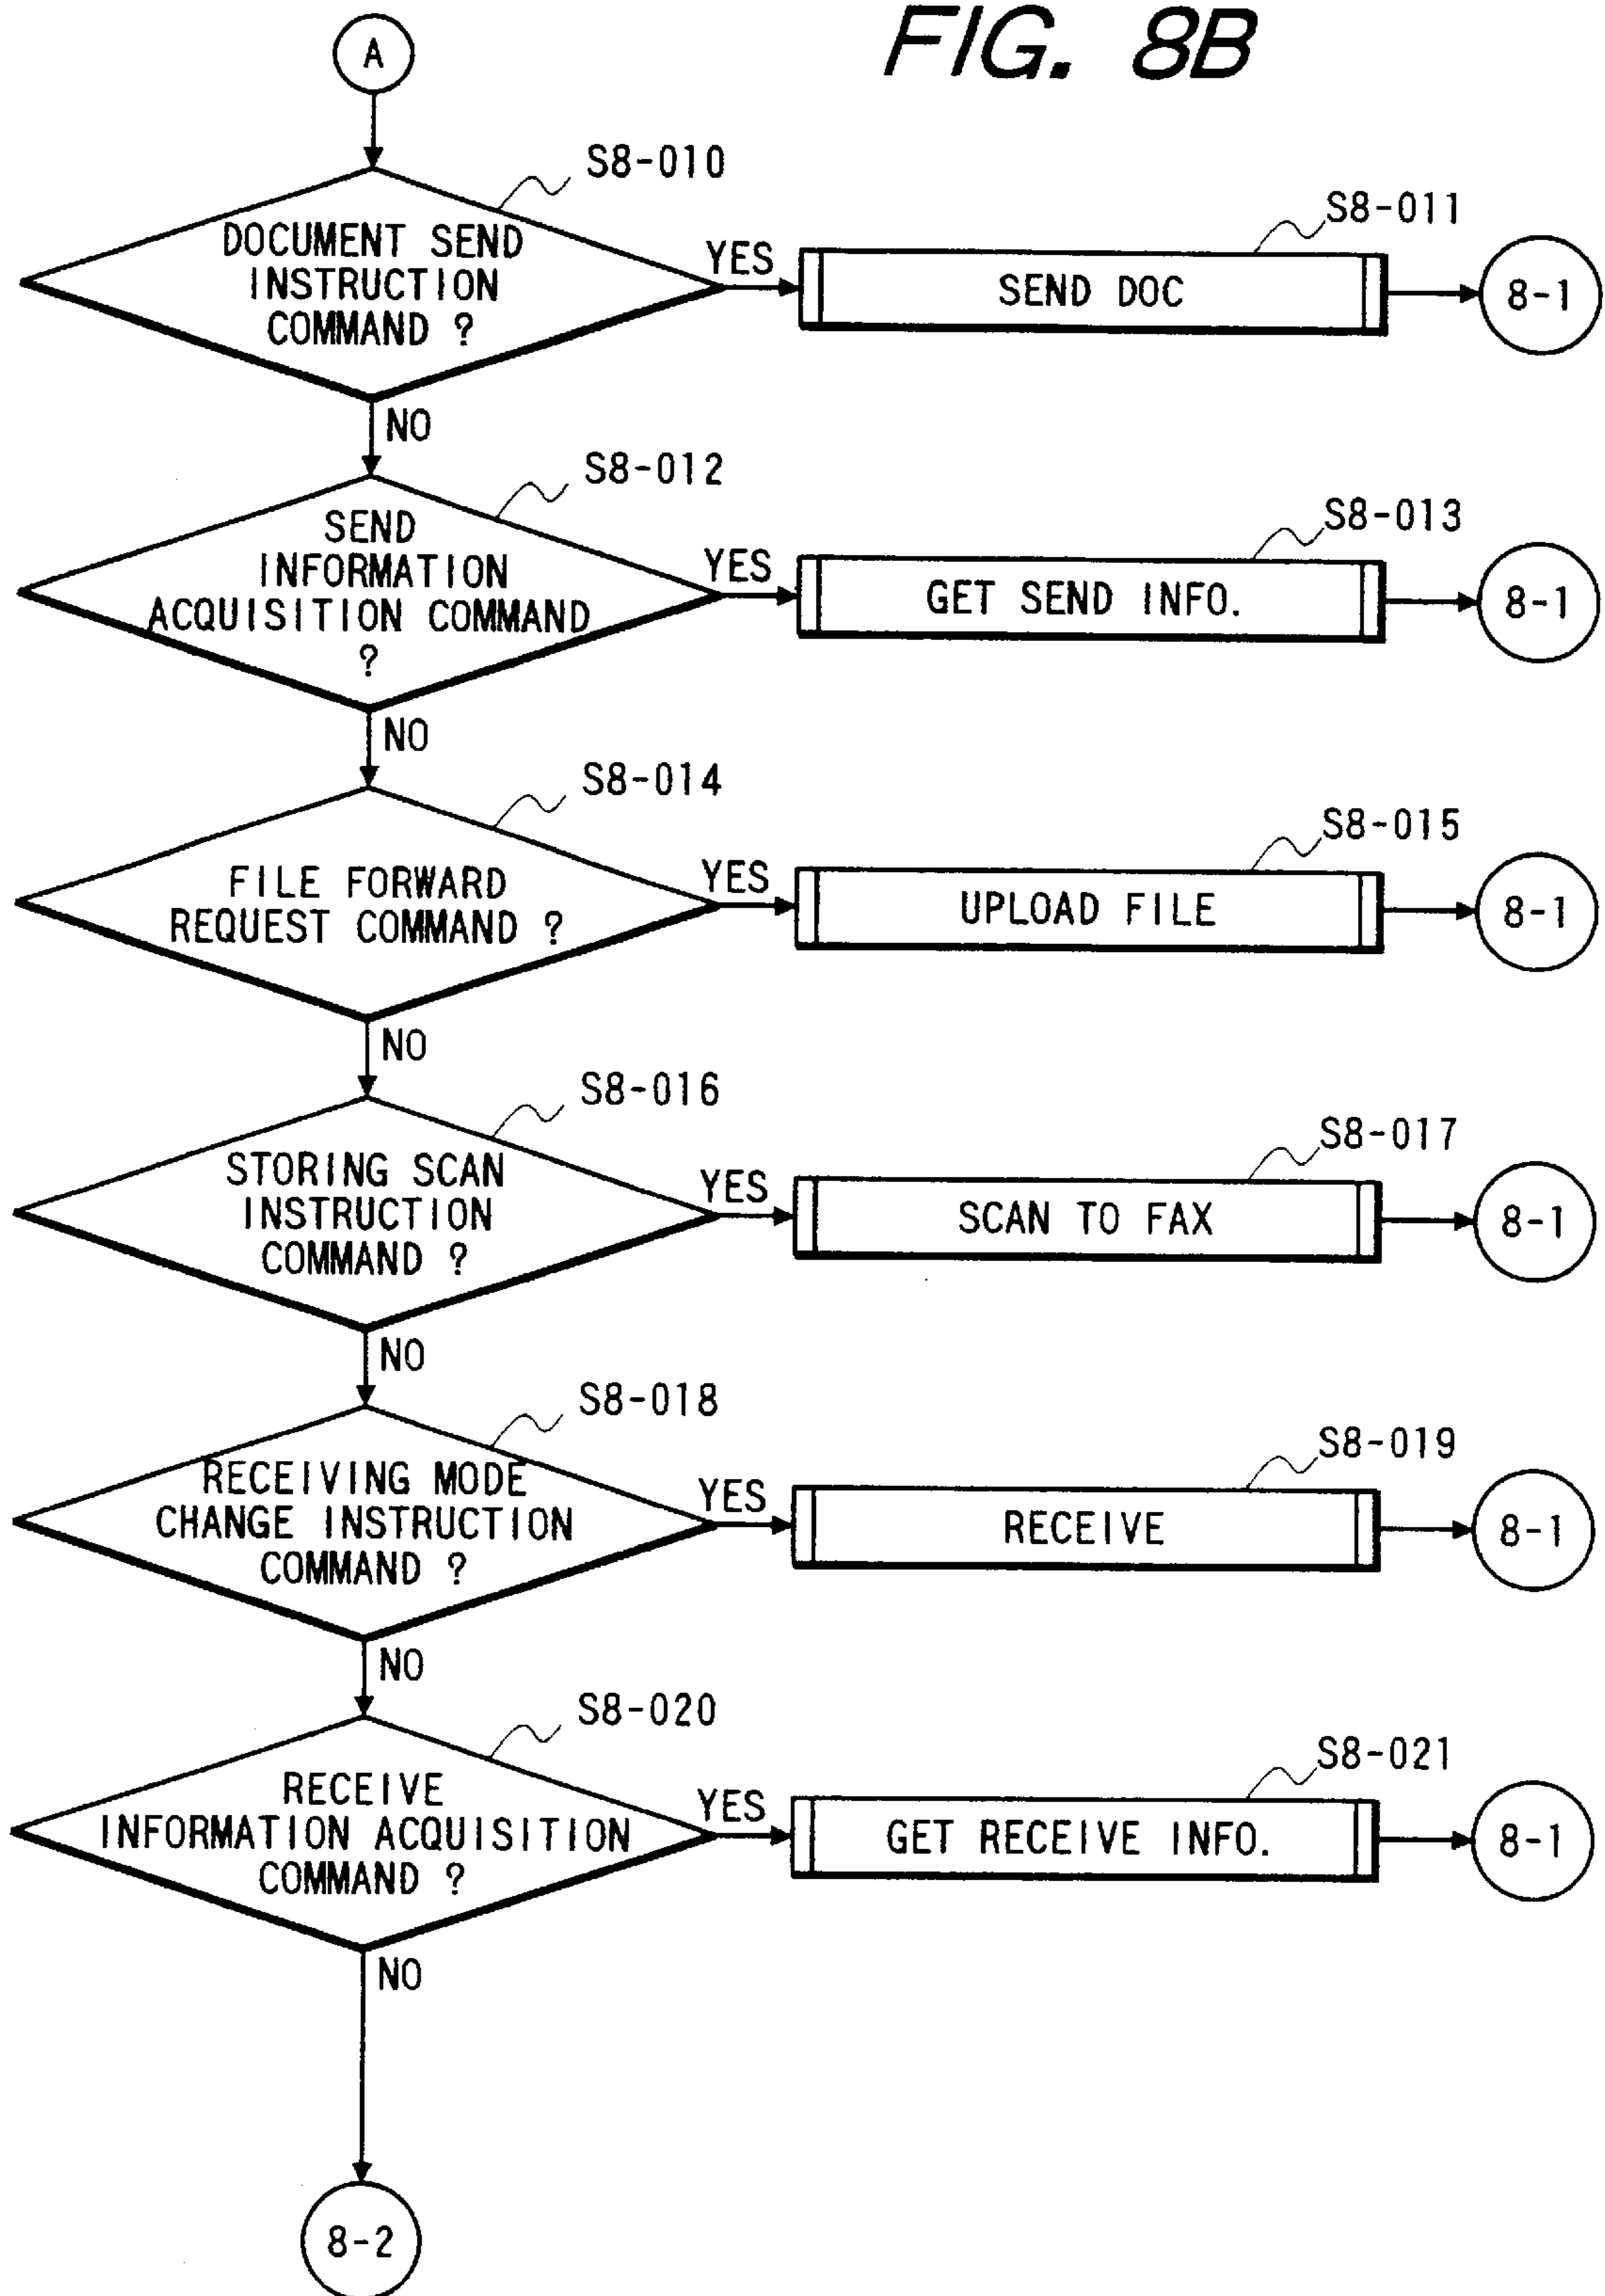 FIG. 8B
A
S8-010
DOCUMENT SEND
INSTRUCTION
COMMAND ?
YES
S8-011
SEND DOC
8-1
NO
S8-012
SEND
INFORMATION
ACQUISITION COMMAND
?
YES
S8-013
GET SEND INFO.
8-1
NO
S8-014
FILE FORWARD
REQUEST COMMAND ?
YES
S8-015
UPLOAD FILE
8-1
NO
S8-016
STORING SCAN
INSTRUCTION
COMMAND ?
YES
S8-017
SCAN TO FAX
8-1
NO
S8-018
RECEIVING MODE
CHANGE INSTRUCTION
COMMAND ?
YES
S8-019
RECEIVE
8-1
NO
S8-020
RECEIVE
INFORMATION ACQUISITION
COMMAND ?
YES
S8-021
GET RECEIVE INFO.
8-1
NO
8-2